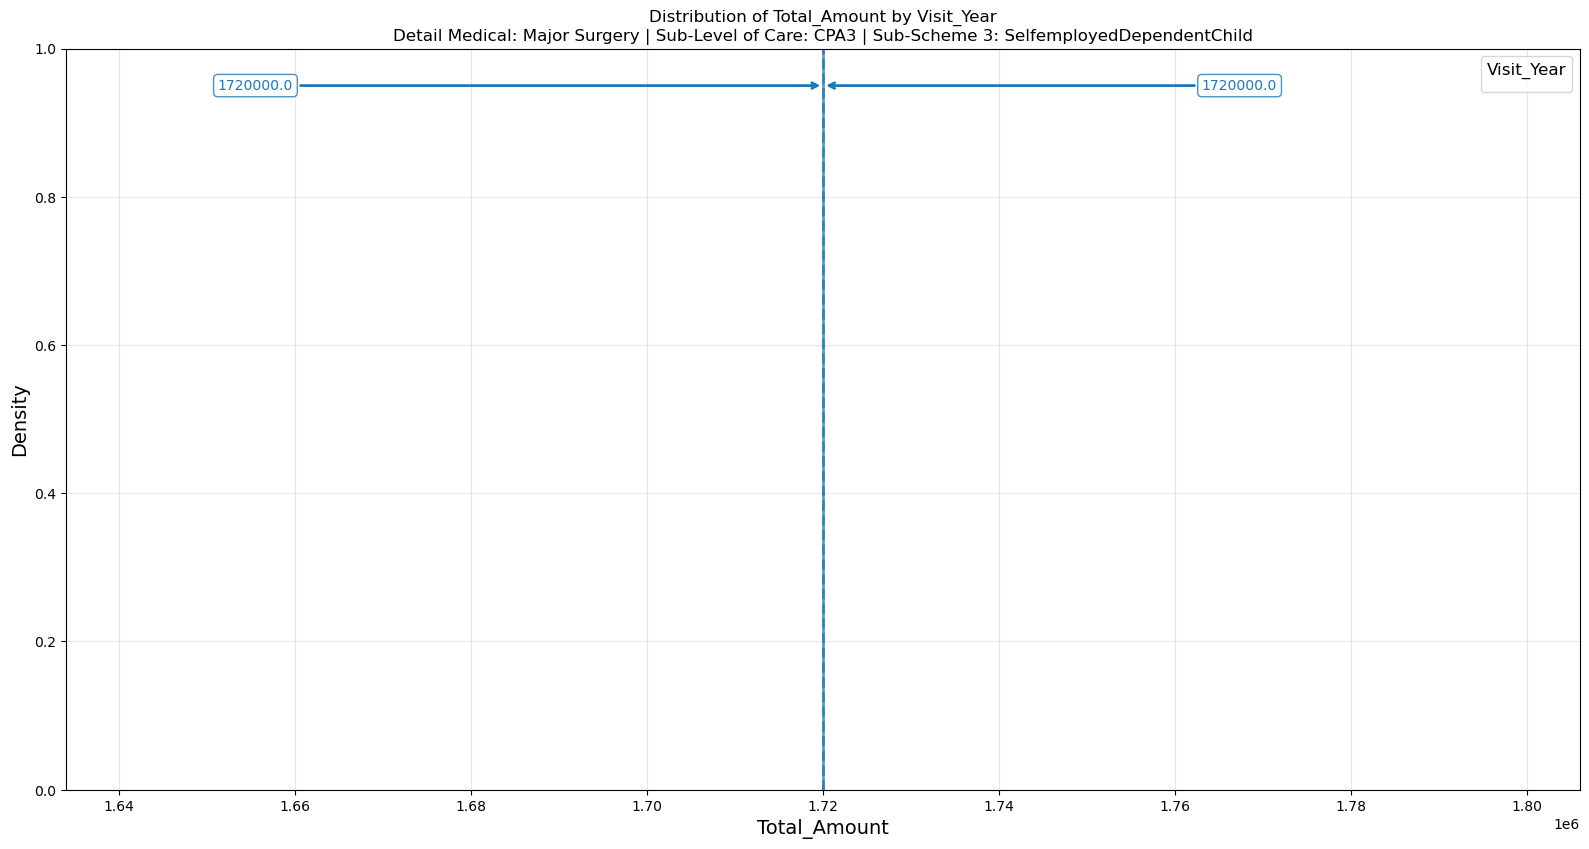 Distribution of Total_Amount by Visit_Year
Detail Medical: Major Surgery | Sub-Level of Care: CPA3 | Sub-Scheme 3: SelfemployedDependentChild
Visit_Year
1720000.0
1720000.0
Density
1.0
0.8
0.6
0.4
0.2
0.0
1.64
1.66
1.68
1.70
1.72
1.74
1.76
1.78
1.80
1e6
Total_Amount